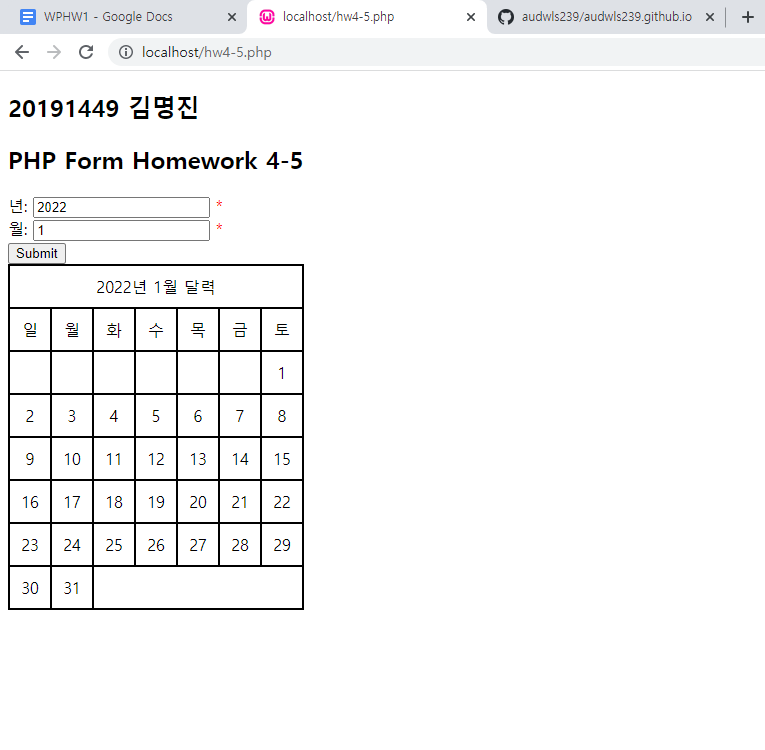 WPHW1 - Google Docs
localhost/hw4-5.php
audwls239/audwls239.github.io
localhost/hw4-5.php
20191449 김명진
PHP Form Homework 4-5
년: 2022 *
월: 1 *
Submit
2022년 1월 달력
일 월 화 수 목 금 토
1
2 3 4 5 6 7 8
9 10 11 12 13 14 15
16 17 18 19 20 21 22
23 24 25 26 27 28 29
30 31